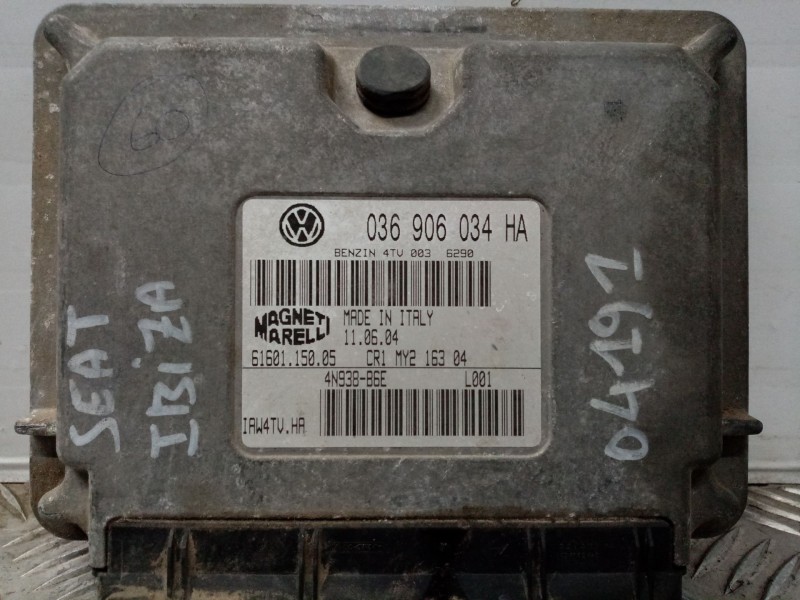 60
036 906 034 HA
BENZIN 4TV 003 6290
MAGNETI
MARELLI
MADE IN ITALY
11.06.04
61601.150.05 CR1 MY2 163 04
4N938-B6E L001
IAW4TV.HA
SEAT
IBIZA
04191